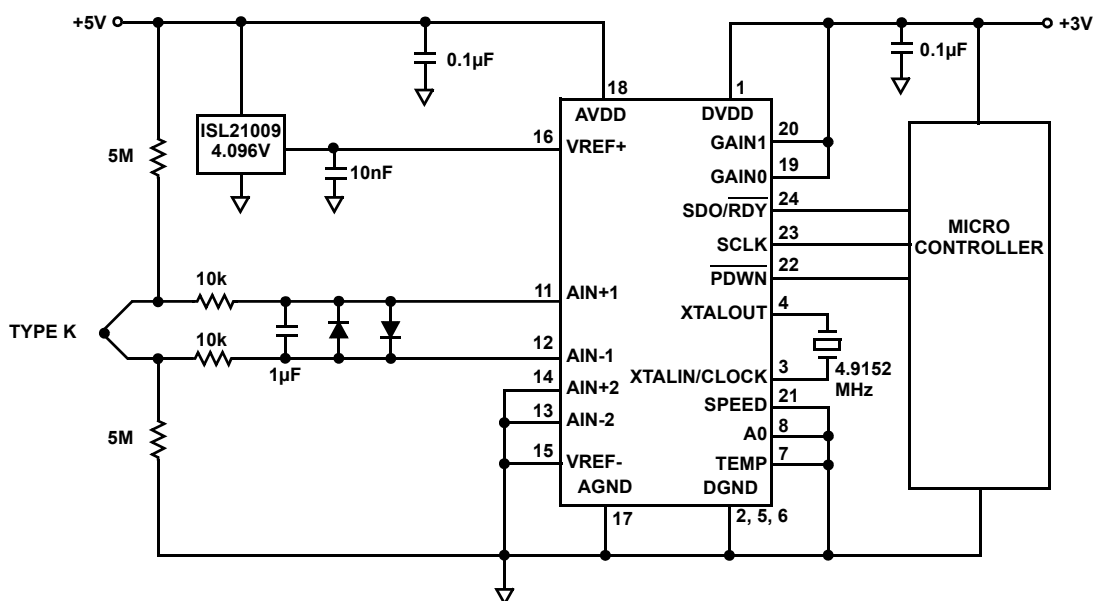 +5V
+3V
0.1µF
0.1µF
18
1
AVDD
DVDD
ISL21009
4.096V
16
VREF+
10nF
5M
GAIN1
20
GAIN0
19
SDO/RDY
24
SCLK
23
PDWN
22
MICRO
CONTROLLER
10k
11
AIN+1
XTALOUT
4
TYPE K
10k
1µF
12
AIN-1
14
AIN+2
13
AIN-2
15
VREF-
XTALIN/CLOCK
3
4.9152
MHz
SPEED
21
A0
8
TEMP
7
5M
AGND
DGND
17
2, 5, 6